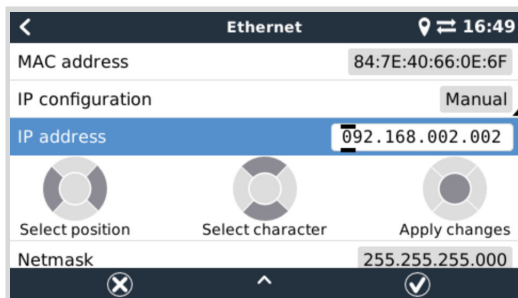 Ethernet 16:49
MAC address 84:7E:40:66:0E:6F
IP configuration Manual
IP address 092.168.002.002
Select position Select character Apply changes
Netmask 255.255.255.000